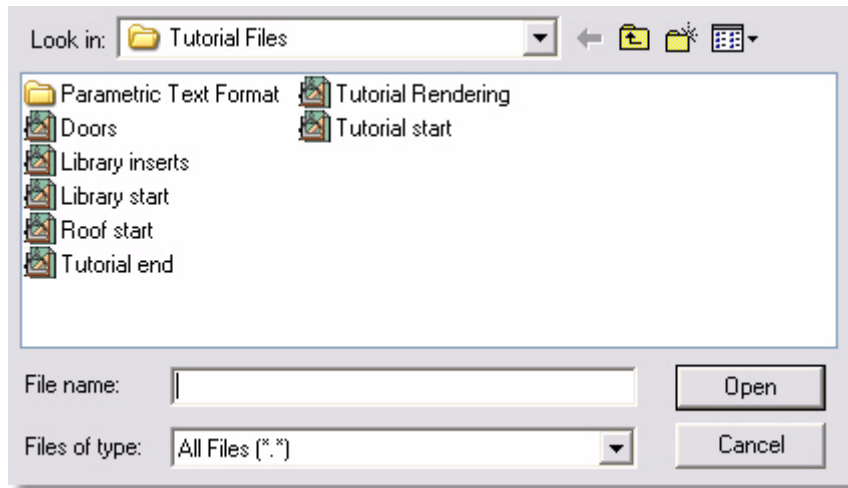 Look in: Tutorial Files
Parametric Text Format
Doors
Library inserts
Library start
Roof start
Tutorial end
Tutorial Rendering
Tutorial start
File name: Open
Files of type: All Files (*.*) Cancel